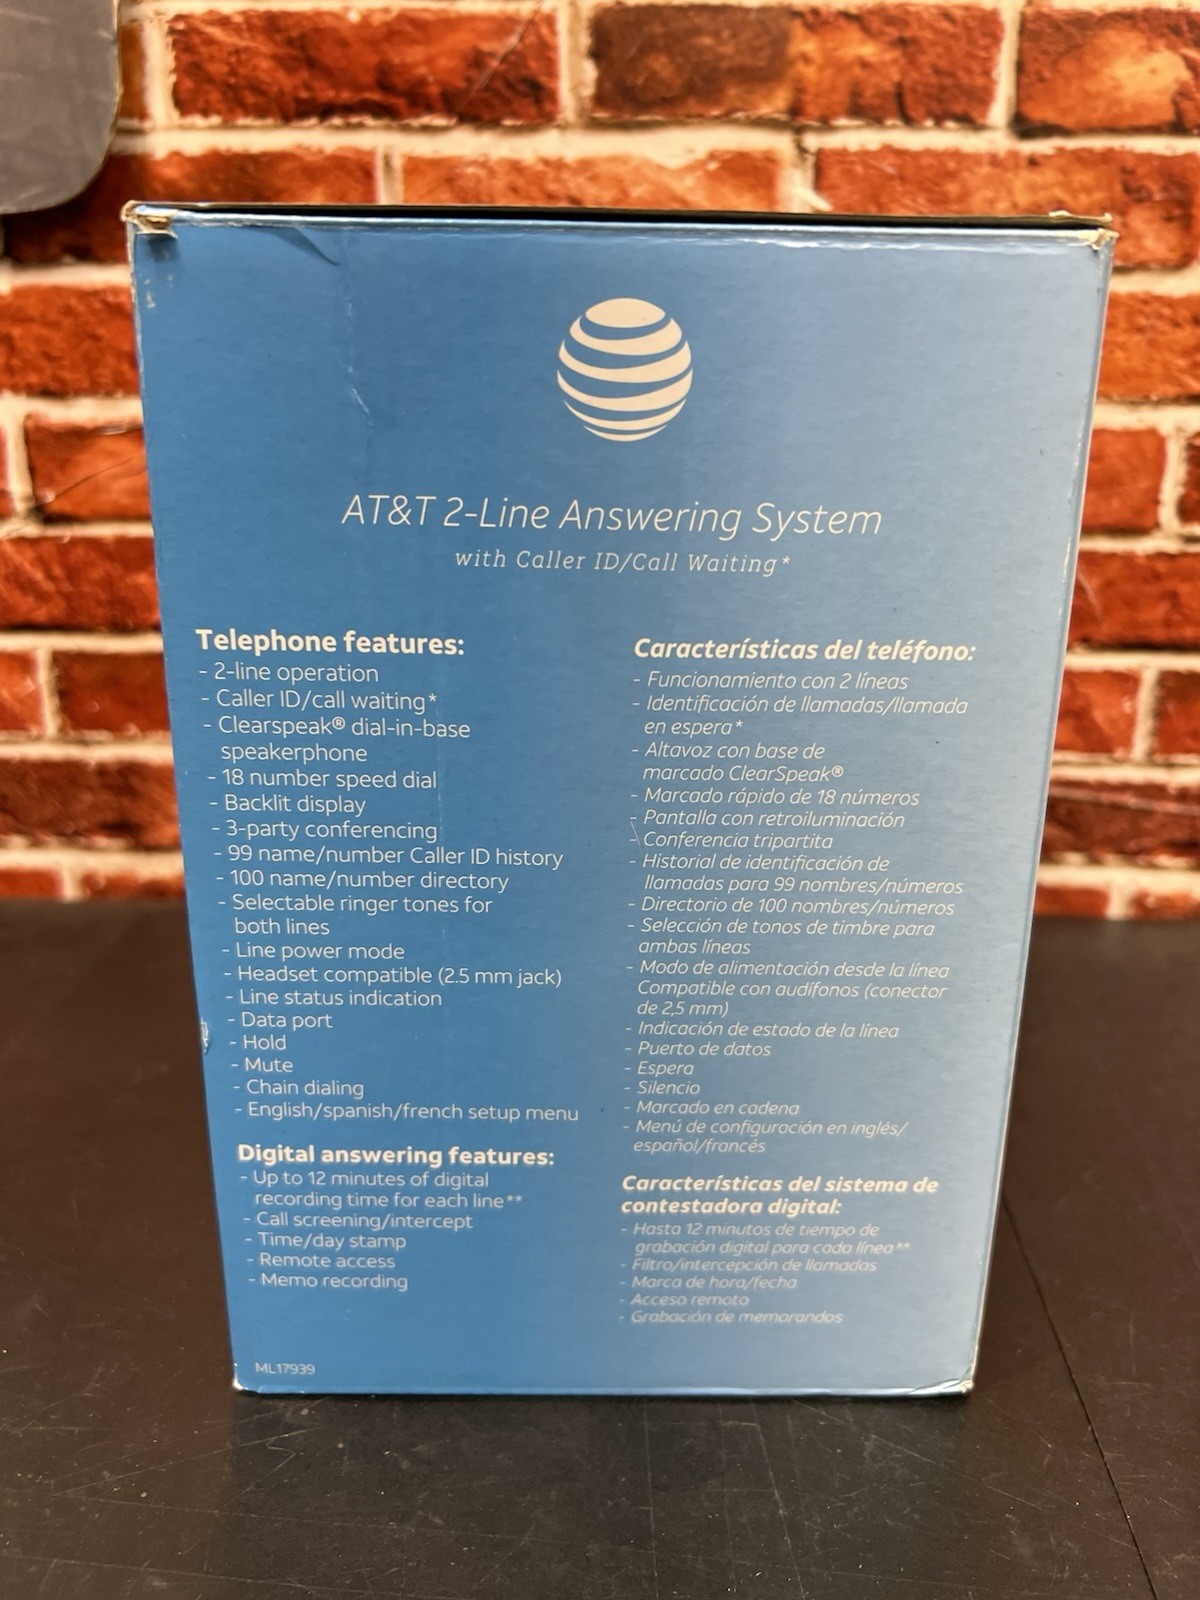 AT&T 2-Line Answering System
with Caller ID/Call Waiting*
Telephone features:
- 2-line operation
- Caller ID/call waiting*
- Clearspeak® dial-in-base
speakerphone
- 18 number speed dial
- Backlit display
- 3-party conferencing
- 99 name/number Caller ID history
- 100 name/number directory
- Selectable ringer tones for
both lines
- Line power mode
- Headset compatible (2.5 mm jack)
- Line status indication
- Data port
- Hold
- Mute
- Chain dialing
- English/spanish/french setup menu
Digital answering features:
- Up to 12 minutes of digital
recording time for each line**
- Call screening/intercept
- Time/day stamp
- Remote access
- Memo recording
ML17939
Características del teléfono:
- Funcionamiento con 2 líneas
- Identificación de llamadas/llamada
en espera*
- Altavoz con base de
marcado ClearSpeak®
- Marcado rápido de 18 números
- Pantalla con retroiluminación
- Conferencia tripartita
- Historial de identificación de
llamadas para 99 nombres/números
- Directorio de 100 nombres/números
- Selección de tonos de timbre para
ambas líneas
- Modo de alimentación desde la línea
Compatible con audífonos (conector
de 2,5 mm)
- Indicación de estado de la línea
- Puerto de datos
- Espera
- Silencio
- Marcado en cadena
- Menú de configuración en inglés/
español/francés
Características del sistema de
contestadora digital:
- Hasta 12 minutos de tiempo de
grabación digital para cada línea**
- Filtro/intercepción de llamadas
- Marca de hora/fecha
- Acceso remoto
- Grabación de memorandos